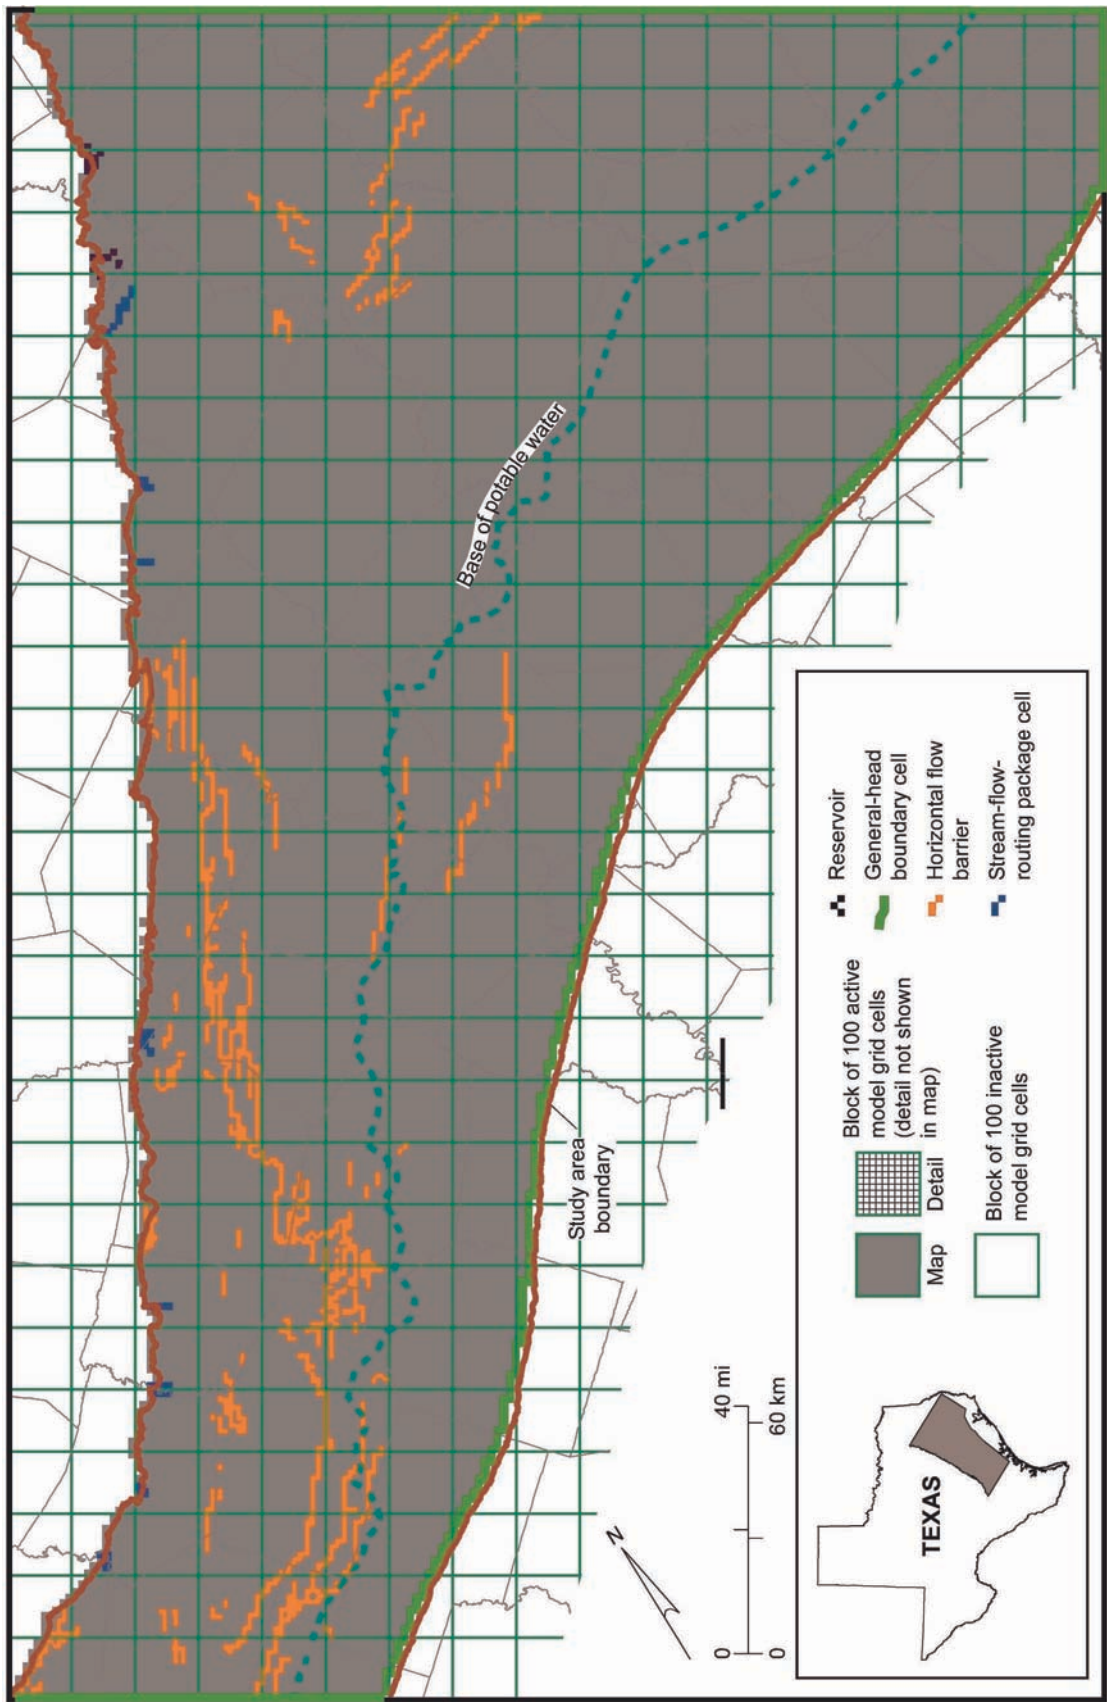 Base of potable water
Study area
boundary
N
0
40 mi
0
60 km
TEXAS
Map
Detail
Block of 100 active
model grid cells
(detail not shown
in map)
Block of 100 inactive
model grid cells
Reservoir
General-head
boundary cell
Horizontal flow
barrier
Stream-flow-
routing package cell